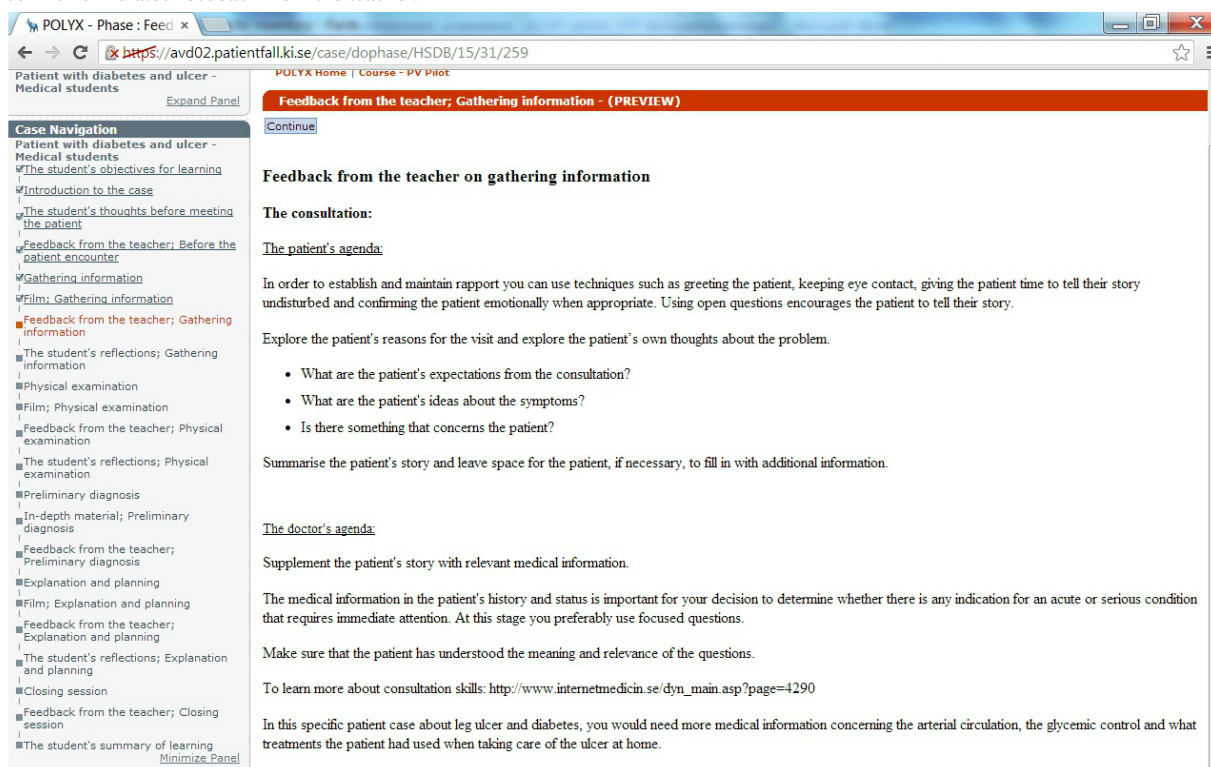 POLYX - Phase : Feed
https://avd02.patientfall.ki.se/case/dophase/HSDB/15/31/259
Patient with diabetes and ulcer -
Medical students
Expand Panel
Case Navigation
Patient with diabetes and ulcer -
Medical students
The student's objectives for learning
Introduction to the case
The student's thoughts before meeting
the patient
Feedback from the teacher; Before the
patient encounter
Gathering information
Film; Gathering information
Feedback from the teacher; Gathering
information
The student's reflections; Gathering
information
Physical examination
Film; Physical examination
Feedback from the teacher; Physical
examination
The student's reflections; Physical
examination
Preliminary diagnosis
In-depth material; Preliminary
diagnosis
Feedback from the teacher;
Preliminary diagnosis
Explanation and planning
Film; Explanation and planning
Feedback from the teacher;
Explanation and planning
The student's reflections; Explanation
and planning
Closing session
Feedback from the teacher; Closing
session
The student's summary of learning
Minimize Panel
POLYX Home | Course - PV Pilot
Feedback from the teacher; Gathering information - (PREVIEW)
Continue
Feedback from the teacher on gathering information
The consultation:
The patient's agenda:
In order to establish and maintain rapport you can use techniques such as greeting the patient, keeping eye contact, giving the patient time to tell their story
undisturbed and confirming the patient emotionally when appropriate. Using open questions encourages the patient to tell their story.
Explore the patient's reasons for the visit and explore the patient's own thoughts about the problem.
• What are the patient's expectations from the consultation?
• What are the patient's ideas about the symptoms?
• Is there something that concerns the patient?
Summarise the patient's story and leave space for the patient, if necessary, to fill in with additional information.
The doctor's agenda:
Supplement the patient's story with relevant medical information.
The medical information in the patient's history and status is important for your decision to determine whether there is any indication for an acute or serious condition
that requires immediate attention. At this stage you preferably use focused questions.
Make sure that the patient has understood the meaning and relevance of the questions.
To learn more about consultation skills: http://www.internetmedicin.se/dyn_main.asp?page=4290
In this specific patient case about leg ulcer and diabetes, you would need more medical information concerning the arterial circulation, the glycemic control and what
treatments the patient had used when taking care of the ulcer at home.